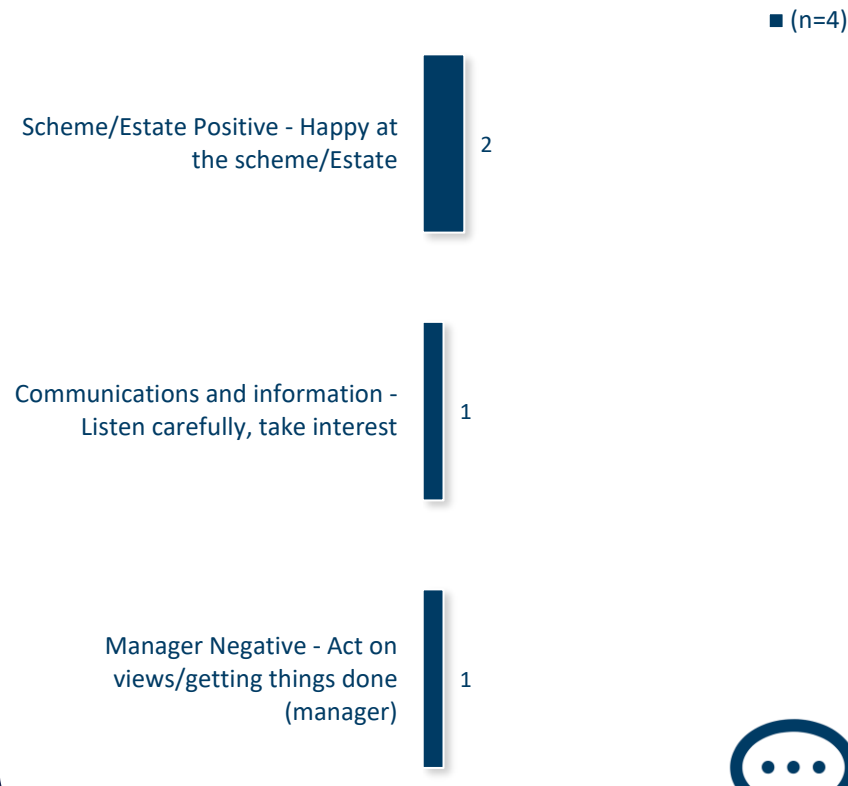 (n=4)
Scheme/Estate Positive - Happy at
the scheme/Estate
2
Communications and information -
Listen carefully, take interest
1
Manager Negative - Act on
views/getting things done
(manager)
1